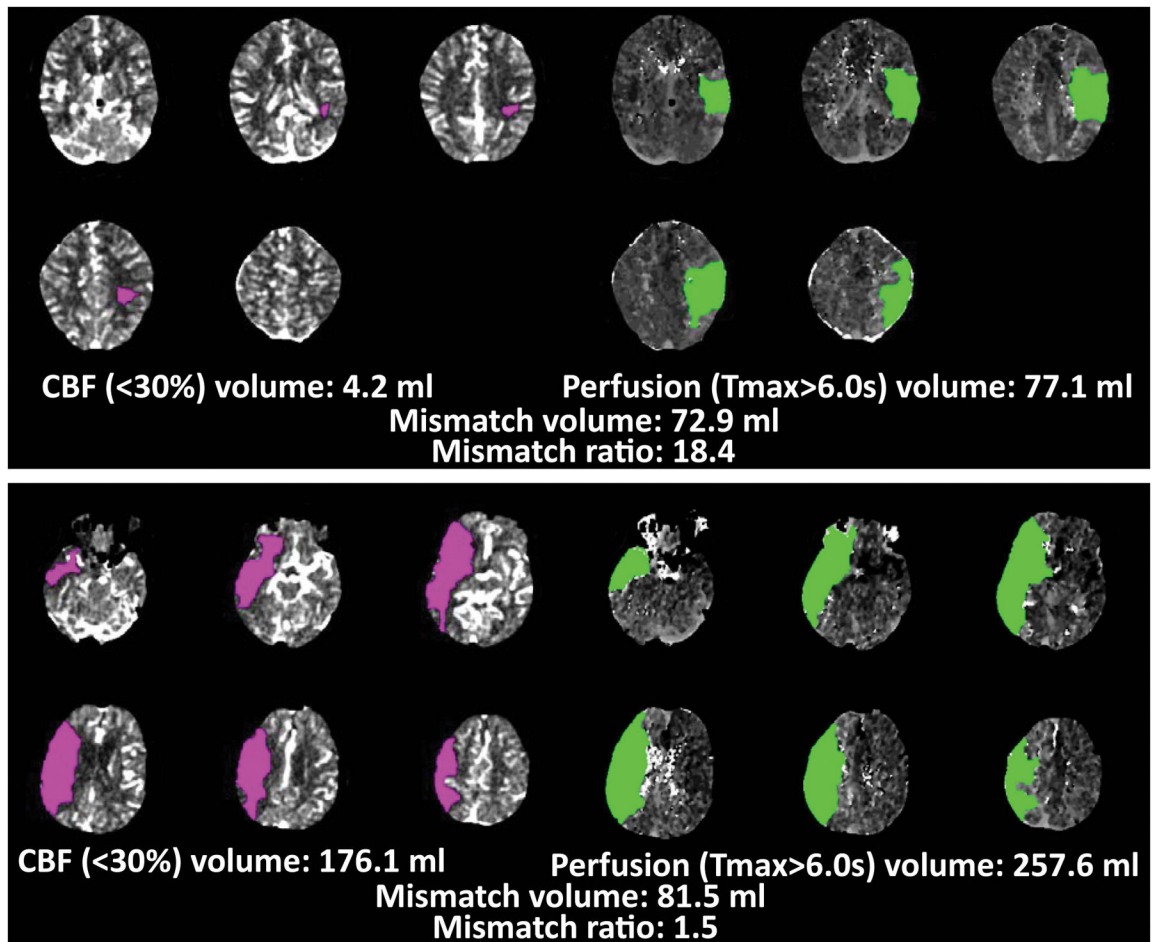 CBF (<30%) volume: 4.2 ml
Perfusion (Tmax>6.0s) volume: 77.1 ml
Mismatch volume: 72.9 ml
Mismatch ratio: 18.4
CBF (<30%) volume: 176.1 ml
Perfusion (Tmax>6.0s) volume: 257.6 ml
Mismatch volume: 81.5 ml
Mismatch ratio: 1.5